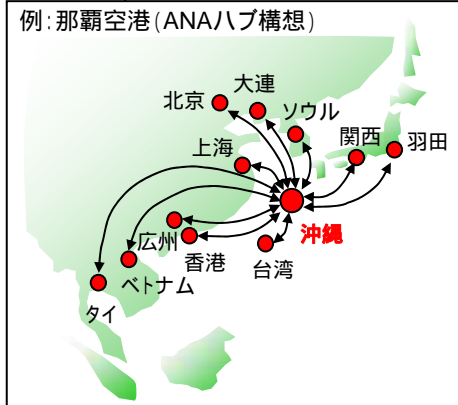 例:那覇空港(ANAハブ構想)
大連
北京
ソウル
関西
羽田
上海
沖縄
広州
香港
台湾
ベトナム
タイ